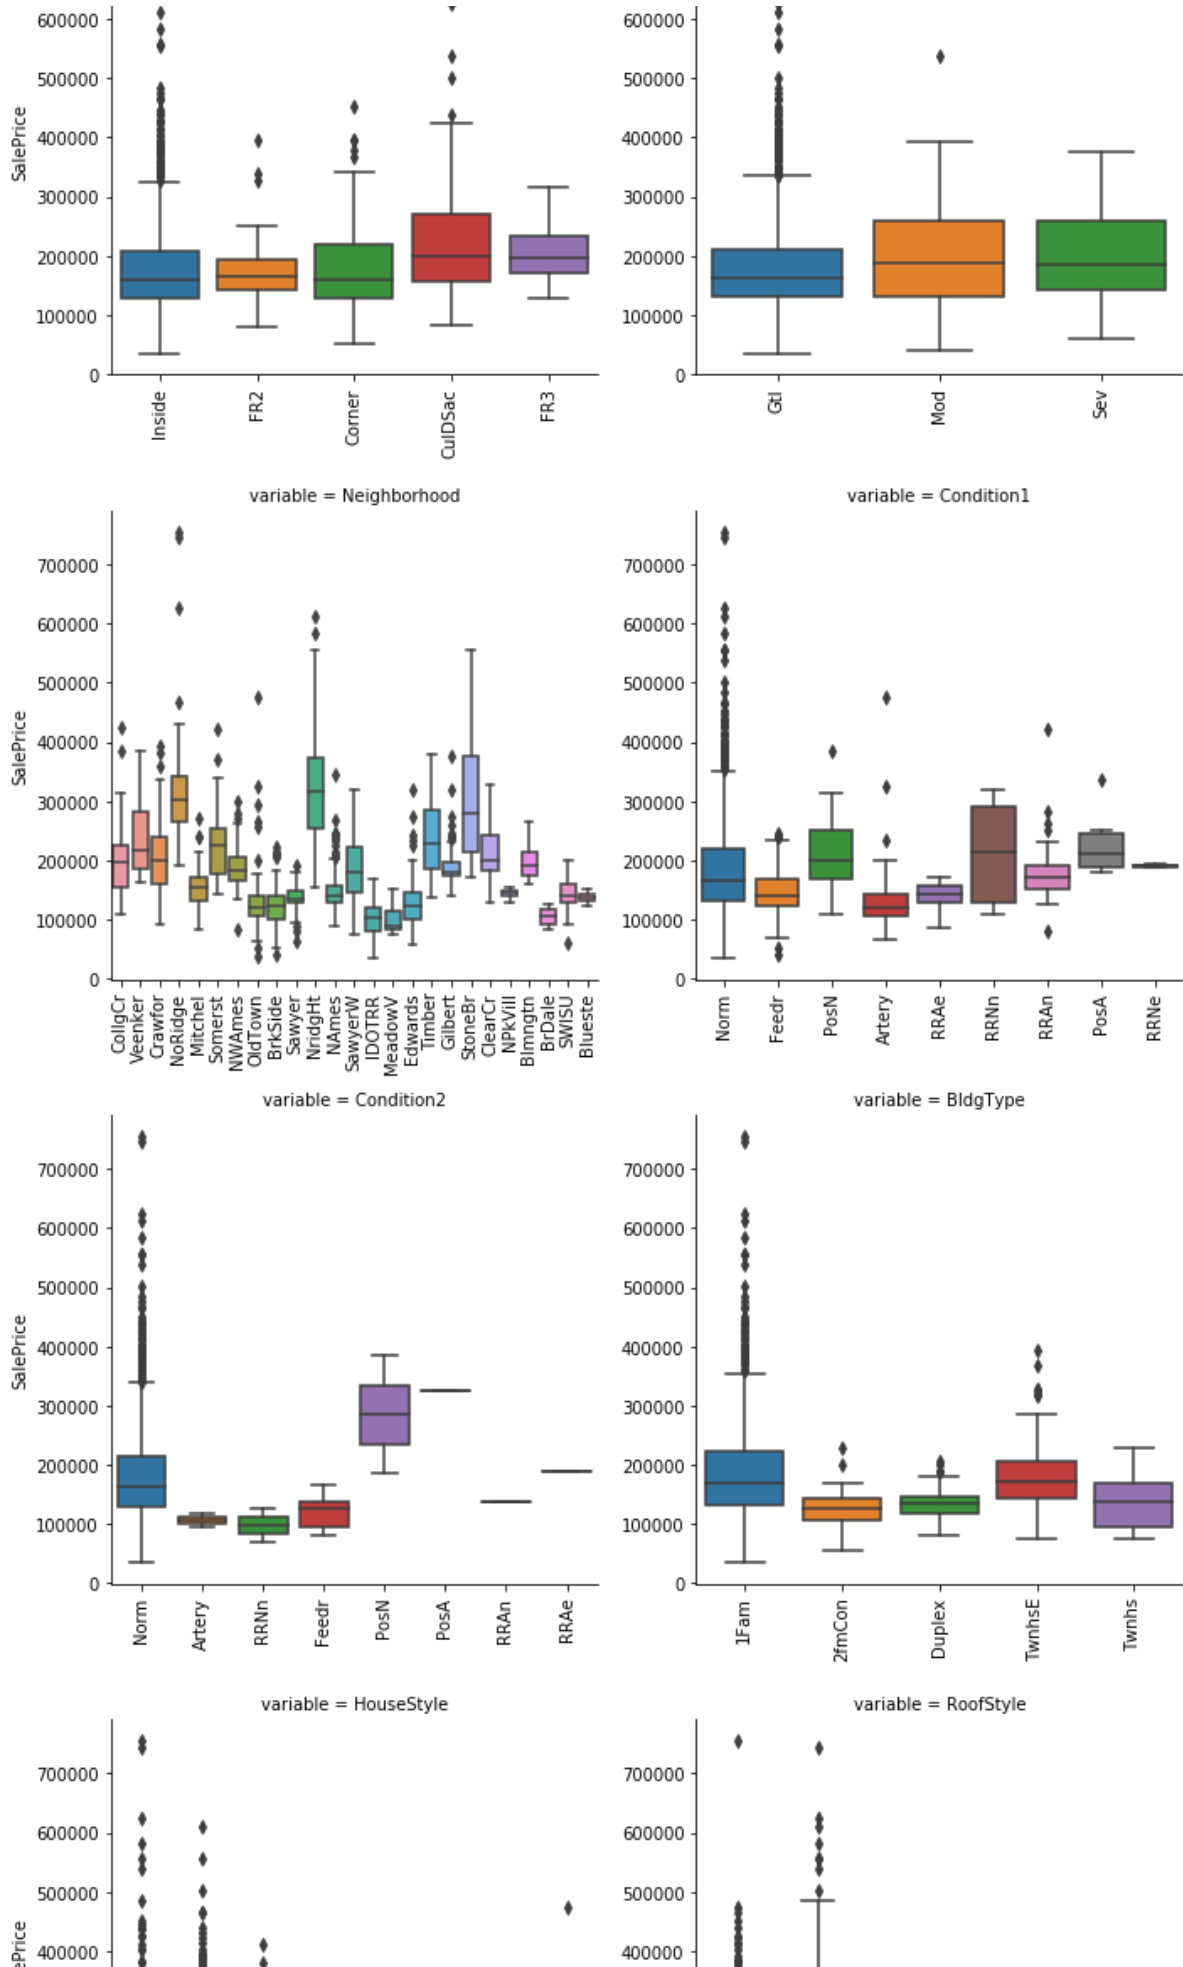 600000
500000
400000
300000
200000
100000
0
SalePrice
Inside
FR2
Corner
CulDSac
FR3
600000
500000
400000
300000
200000
100000
0
Gtl
Mod
Sev
variable = Neighborhood
700000
600000
500000
400000
300000
200000
100000
0
SalePrice
CollgCr
Veenker
Crawfor
NoRidge
Mitchel
Somerst
NWAmes
OldTown
BrkSide
Sawyer
NridgHt
NAmes
SawyerW
IDOTRR
MeadowV
Edwards
Timber
Gilbert
StoneBr
ClearCr
NPkVill
Blmngtn
BrDale
SWISU
Blueste
variable = Condition1
700000
600000
500000
400000
300000
200000
100000
0
Norm
Feedr
PosN
Artery
RRAe
RRNn
RRAn
PosA
RRNe
variable = Condition2
700000
600000
500000
400000
300000
200000
100000
0
SalePrice
Norm
Artery
RRNn
Feedr
PosN
PosA
RRAn
RRAe
variable = BldgType
700000
600000
500000
400000
300000
200000
100000
0
1Fam
2fmCon
Duplex
TwnhsE
Twnhs
variable = HouseStyle
700000
600000
500000
400000
ePrice
variable = RoofStyle
700000
600000
500000
400000